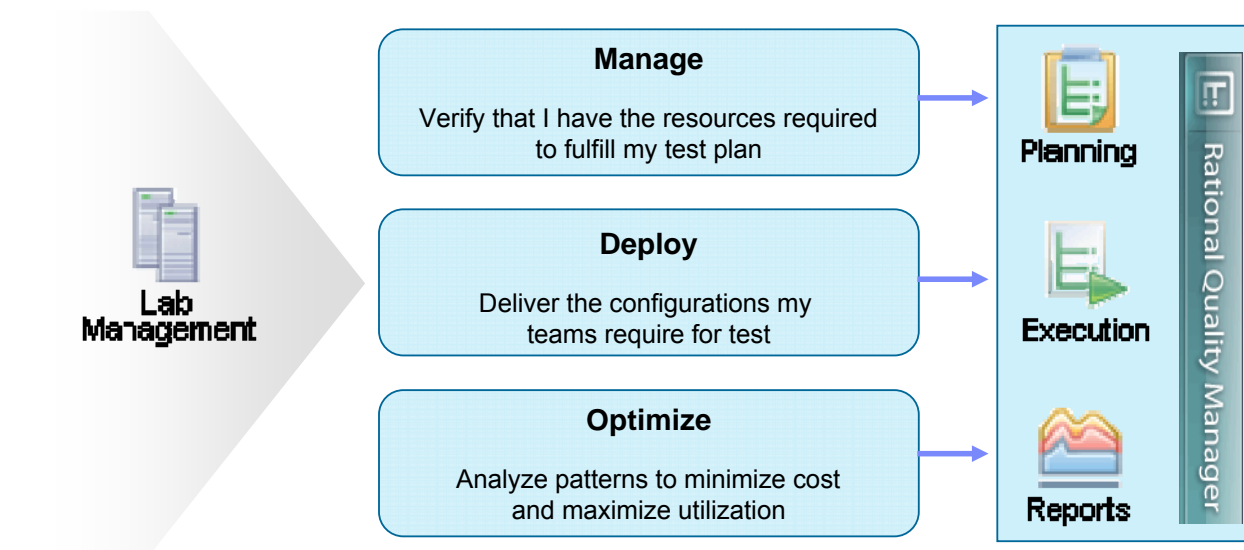 Lab
Management
Manage
Verify that I have the resources required
to fulfill my test plan
Deploy
Deliver the configurations my
teams require for test
Optimize
Analyze patterns to minimize cost
and maximize utilization
Planning
Execution
Reports
Rational Quality Manager